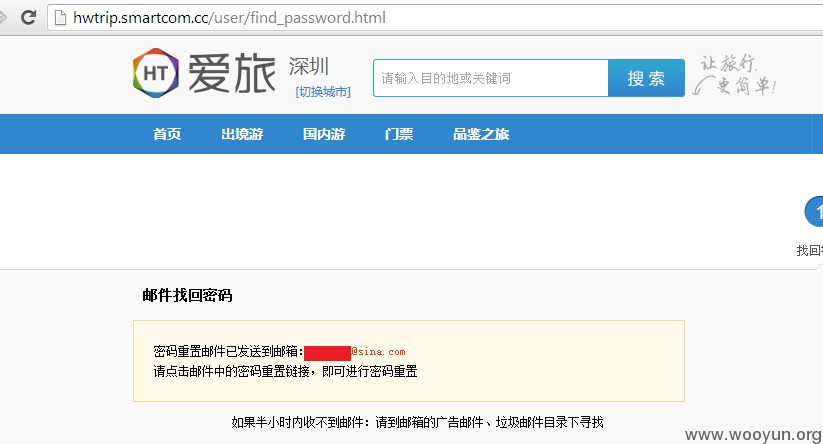 hwtrip.smartcom.cc/user/find_password.html
HT 爱旅 深圳
[切换城市]
请输入目的地或关键词
搜 索
让旅行,
更简单!
首页 出境游 国内游 门票 品鉴之旅
1
找回
邮件找回密码
密码重置邮件已发送到邮箱:@sina.com
请点击邮件中的密码重置链接，即可进行密码重置
如果半小时内收不到邮件：请到邮箱的广告邮件、垃圾邮件目录下寻找
www.wooyun.org